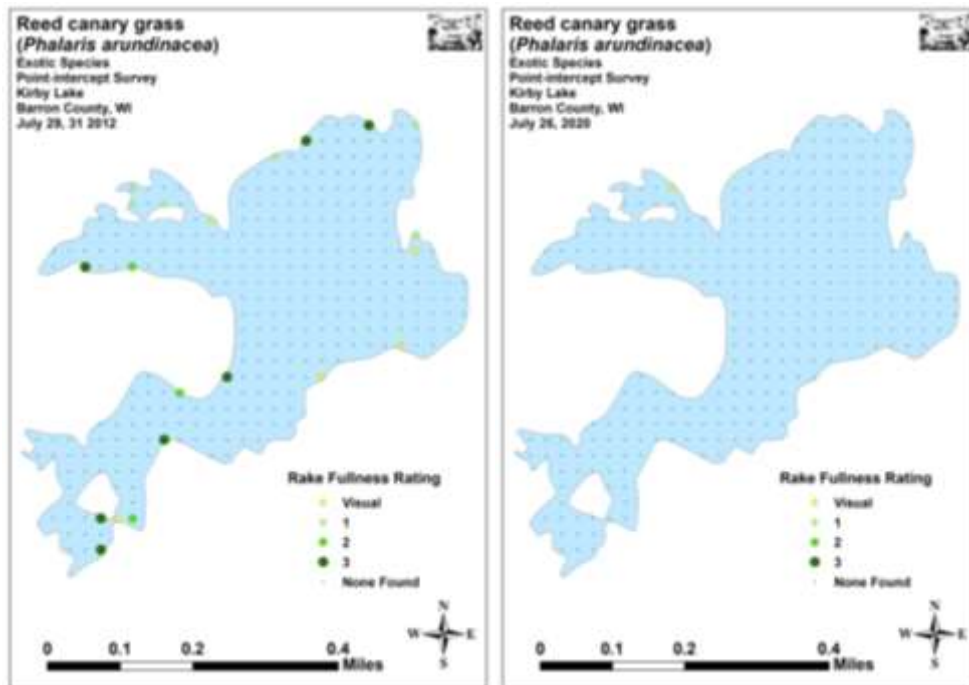 Reed canary grass
(Phalaris arundinacea)
Exotic Species
Point-intercept Survey
Kirby Lake
Barron County, WI
July 29, 31 2012
Rake Fullness Rating
Visual
1
2
3
None Found
N
W E
S
0 0.1 0.2 0.4
Miles
Reed canary grass
(Phalaris arundinacea)
Exotic Species
Point-intercept Survey
Kirby Lake
Barron County, WI
July 26, 2020
Rake Fullness Rating
Visual
1
2
3
None Found
N
W E
S
0 0.1 0.2 0.4
Miles